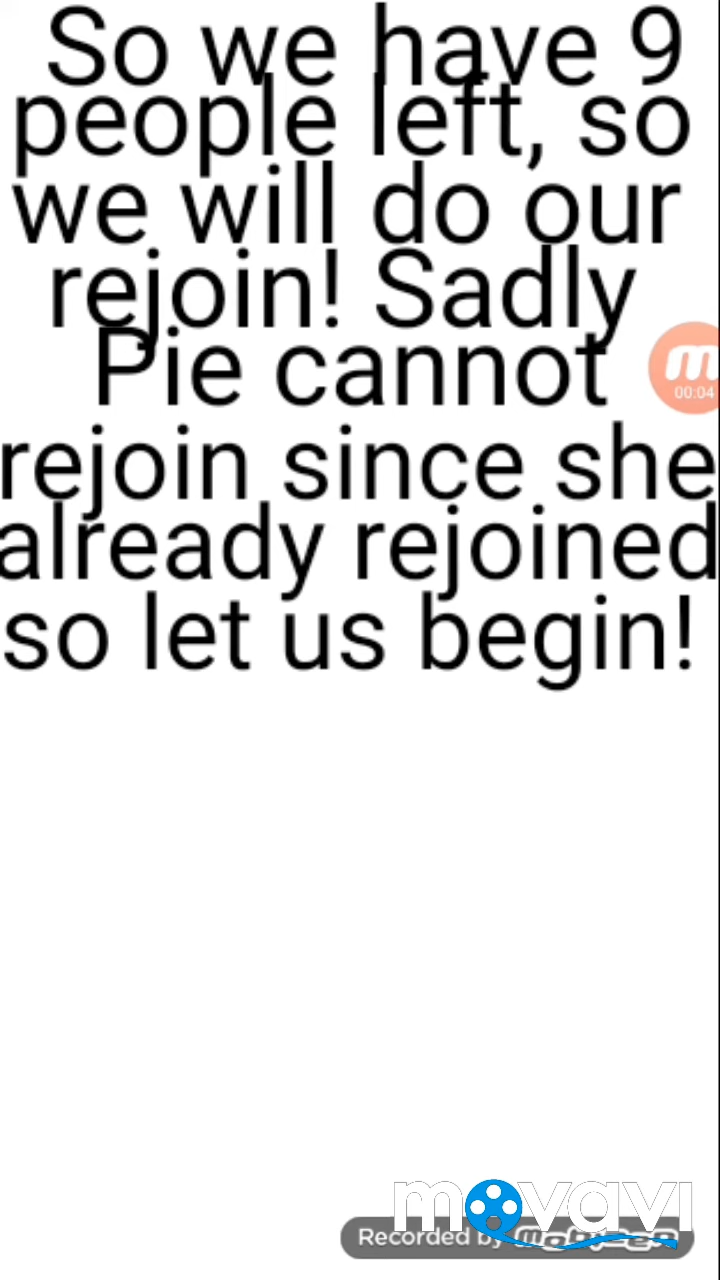 So we have 9
people left, so
we will do our
rejoin! Sadly
Pie cannot
rejoin since she
already rejoined
so let us begin!
m
00:04
movavi
Recorded by mobizen